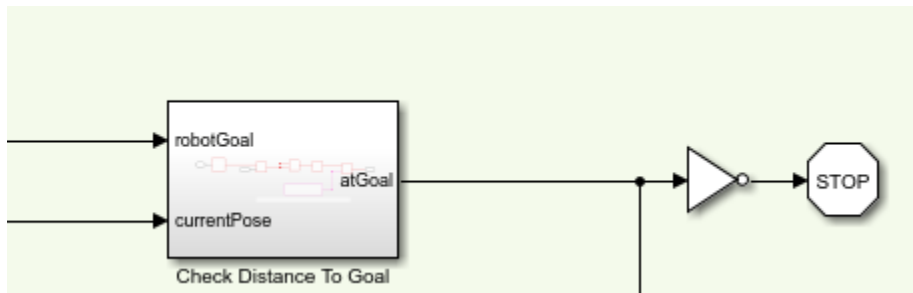 robotGoal
atGoal
currentPose
Check Distance To Goal
STOP